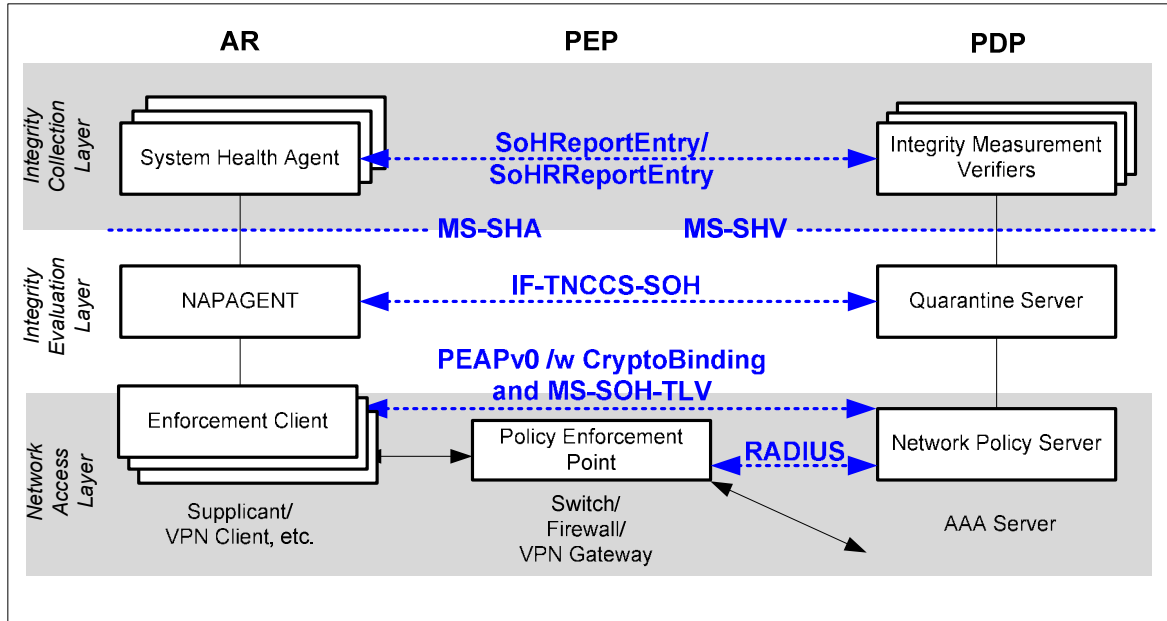 AR PEP PDP
Integrity
Collection
Layer
System Health Agent
SoHReportEntry/
SoHRReportEntry
Integrity Measurement
Verifiers
MS-SHA MS-SHV
Integrity
Evaluation
Layer
NAPAGENT
IF-TNCCS-SOH
Quarantine Server
PEAPv0 /w CryptoBinding
and MS-SOH-TLV
Network
Access
Layer
Enforcement Client
Policy Enforcement
Point
RADIUS
Network Policy Server
Supplicant/
VPN Client, etc.
Switch/
Firewall/
VPN Gateway
AAA Server